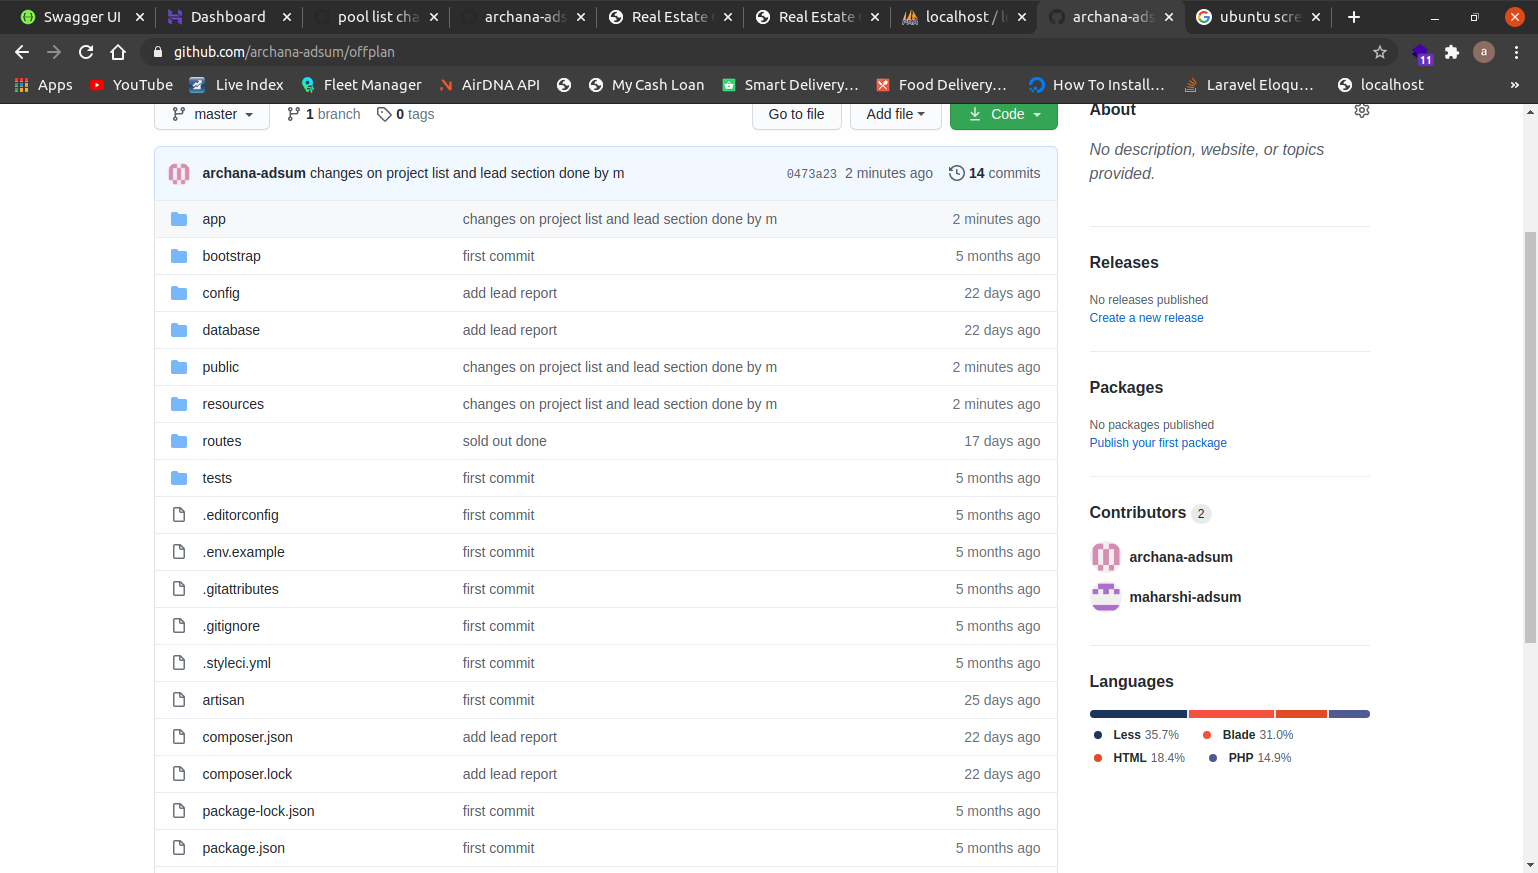 Swagger UI
Dashboard
pool list cha
archana-ads
Real Estate
Real Estate
localhost / l
archana-ads
ubuntu scre
github.com/archana-adsum/offplan
11
a
Apps
YouTube
Live Index
Fleet Manager
AirDNA API
My Cash Loan
Smart Delivery...
Food Delivery...
How To Install...
Laravel Eloqu...
localhost
»
master
1 branch
0 tags
Go to file
Add file
Code
About
No description, website, or topics
provided.
archana-adsum changes on project list and lead section done by m
0473a23 2 minutes ago
14 commits
app changes on project list and lead section done by m 2 minutes ago
bootstrap first commit 5 months ago
config add lead report 22 days ago
database add lead report 22 days ago
public changes on project list and lead section done by m 2 minutes ago
resources changes on project list and lead section done by m 2 minutes ago
routes sold out done 17 days ago
tests first commit 5 months ago
.editorconfig first commit 5 months ago
.env.example first commit 5 months ago
.gitattributes first commit 5 months ago
.gitignore first commit 5 months ago
.styleci.yml first commit 5 months ago
artisan first commit 25 days ago
composer.json add lead report 22 days ago
composer.lock add lead report 22 days ago
package-lock.json first commit 5 months ago
package.json first commit 5 months ago
Releases
No releases published
Create a new release
Packages
No packages published
Publish your first package
Contributors 2
archana-adsum
maharshi-adsum
Languages
Less 35.7%
Blade 31.0%
HTML 18.4%
PHP 14.9%